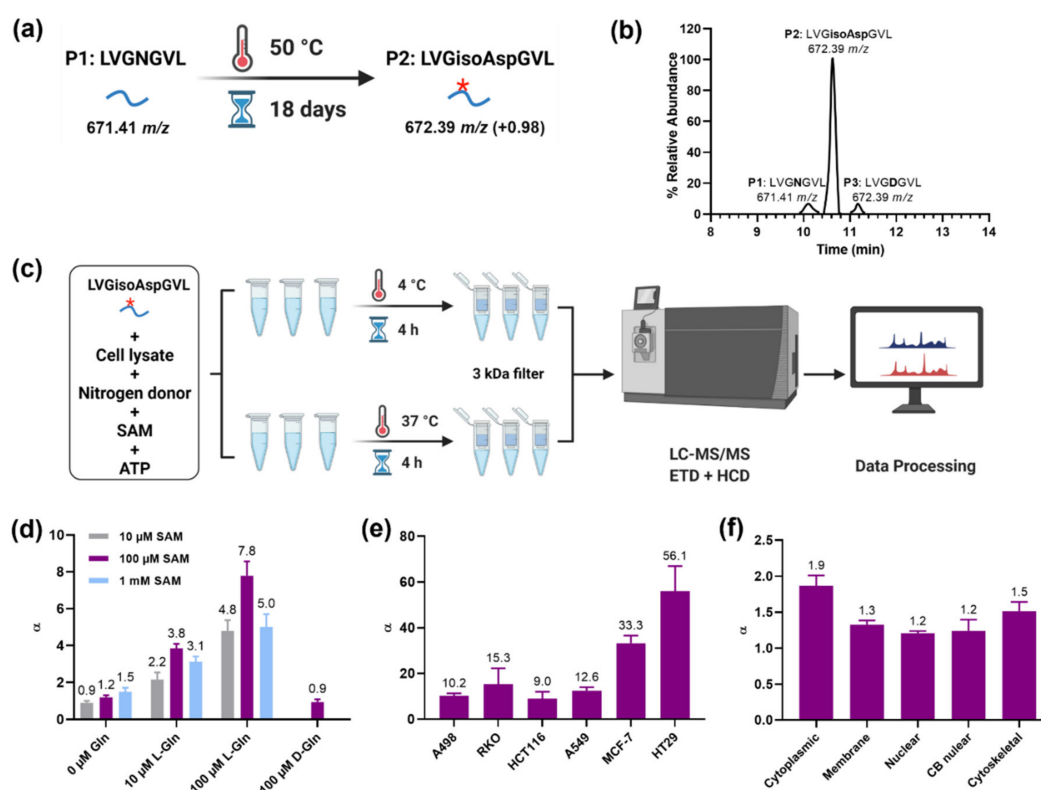 (a)
P1: LVGNGVL
671.41 m/z
50 °C
18 days
P2: LVGisoAspGVL
*
672.39 m/z (+0.98)
(b)
% Relative Abundance
120
100
80
60
40
20
0
P2: LVGisoAspGVL
672.39 m/z
P1: LVGNGVL
671.41 m/z
P3: LVGDGVL
672.39 m/z
8
9
10
11
12
13
14
Time (min)
(c)
LVGisoAspGVL
*
+
Cell lysate
+
Nitrogen donor
+
SAM
+
ATP
4 °C
4 h
3 kDa filter
37 °C
4 h
LC-MS/MS
ETD + HCD
Data Processing
(d)
α
10
8
6
4
2
0
10 µM SAM
100 µM SAM
1 mM SAM
0.9
1.2
1.5
2.2
3.8
3.1
4.8
7.8
5.0
0.9
0 µM Gln
10 µM L-Gln
100 µM L-Gln
100 µM D-Gln
(e)
α
80
60
40
20
0
10.2
15.3
9.0
12.6
33.3
56.1
A498
RKO
HCT116
A549
MCF-7
HT29
(f)
α
2.5
2.0
1.5
1.0
0.5
0.0
1.9
1.3
1.2
1.2
1.5
Cytoplasmic
Membrane
Nuclear
CB nulear
Cytoskeletal